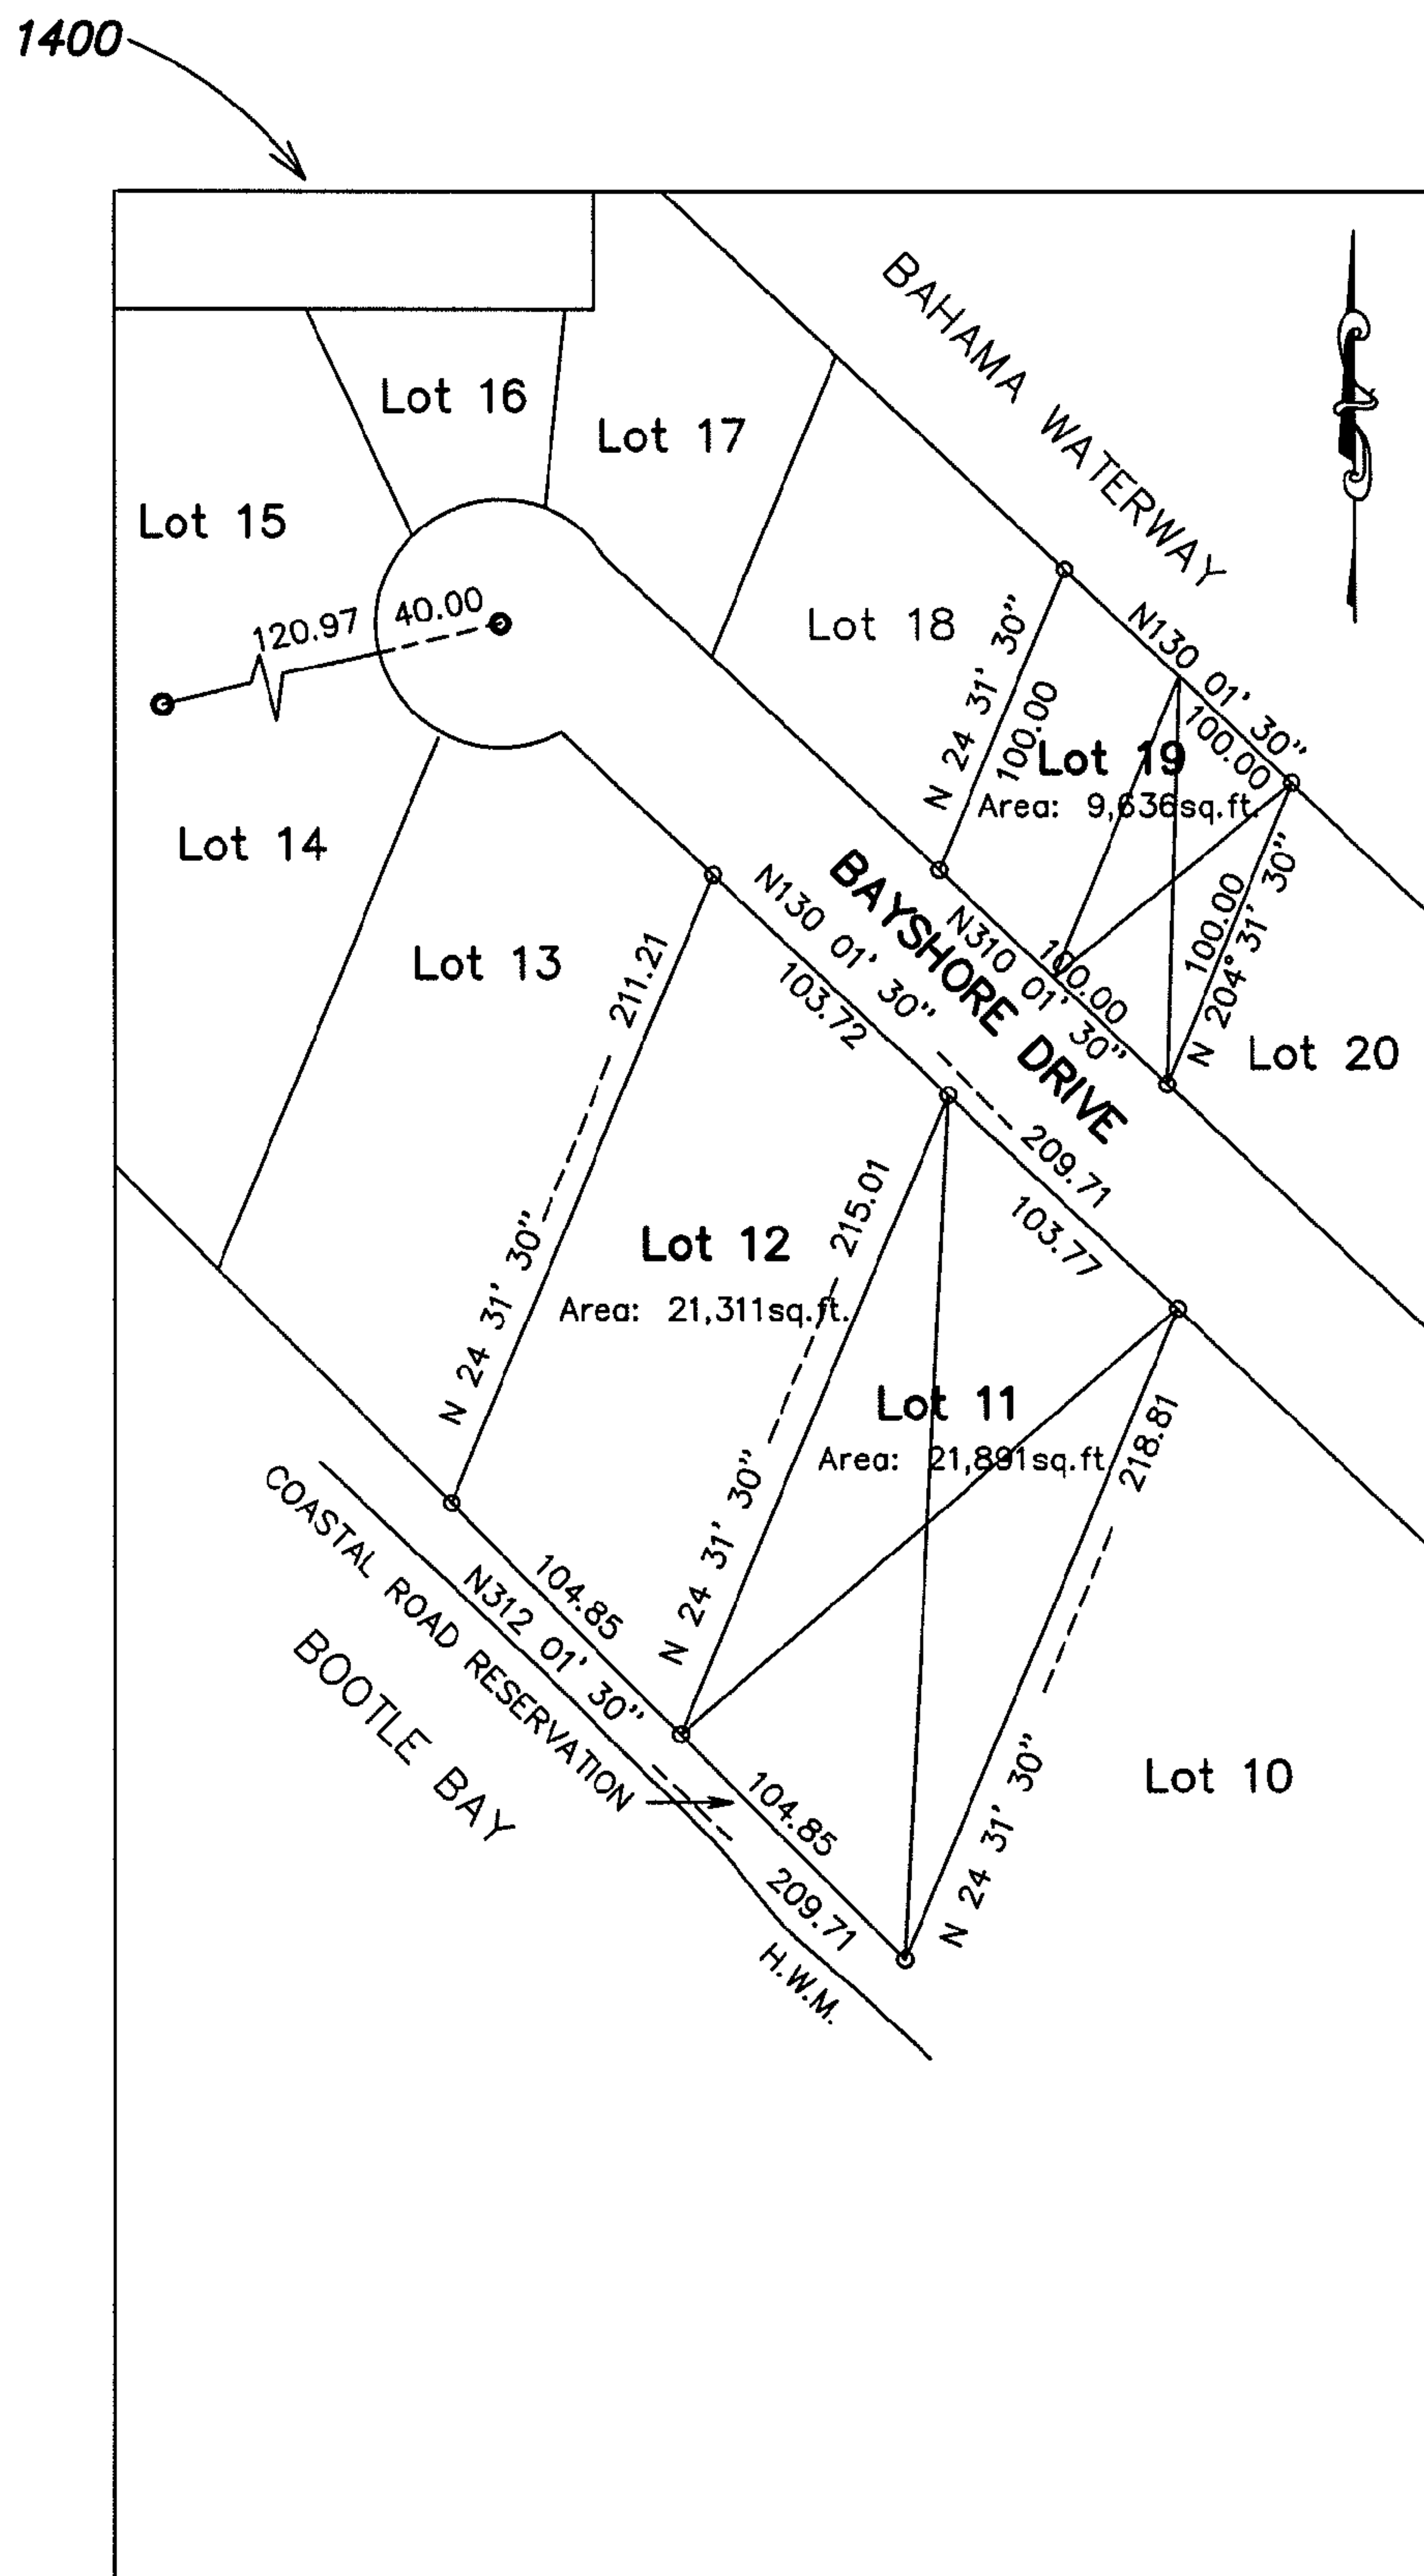 1400
BAHAMA WATERWAY
Lot 16
Lot 17
Lot 15
120.97
40.00
Lot 18
N 24 31' 30"
100.00
N130 01' 30"
100.00
Lot 19
Area: 9,636sq.ft.
Lot 14
BAYSHORE DRIVE
N130 01' 30"
103.72
N310 01' 30"
100.00
100.00
N 204° 31' 30"
Lot 20
Lot 13
211.21
N 24 31' 30"
209.71
103.77
Lot 12
Area: 21,311sq.ft.
215.01
N 24 31' 30"
Lot 11
Area: 21,891sq.ft.
218.81
N 24 31' 30"
Lot 10
COASTAL ROAD RESERVATION
N312 01' 30"
104.85
BOOTLE BAY
104.85
209.71
H.W.M.